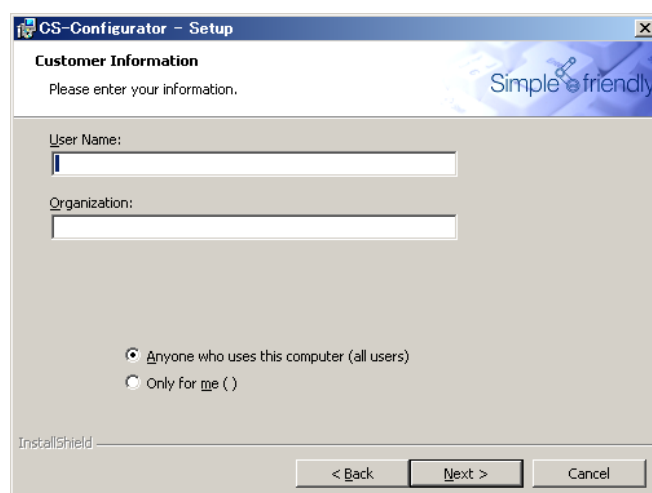 CS-Configurator - Setup
Customer Information
Please enter your information.
Simple friendly
User Name:
Organization:
Anyone who uses this computer (all users)
Only for me ( )
InstallShield
< Back
Next >
Cancel